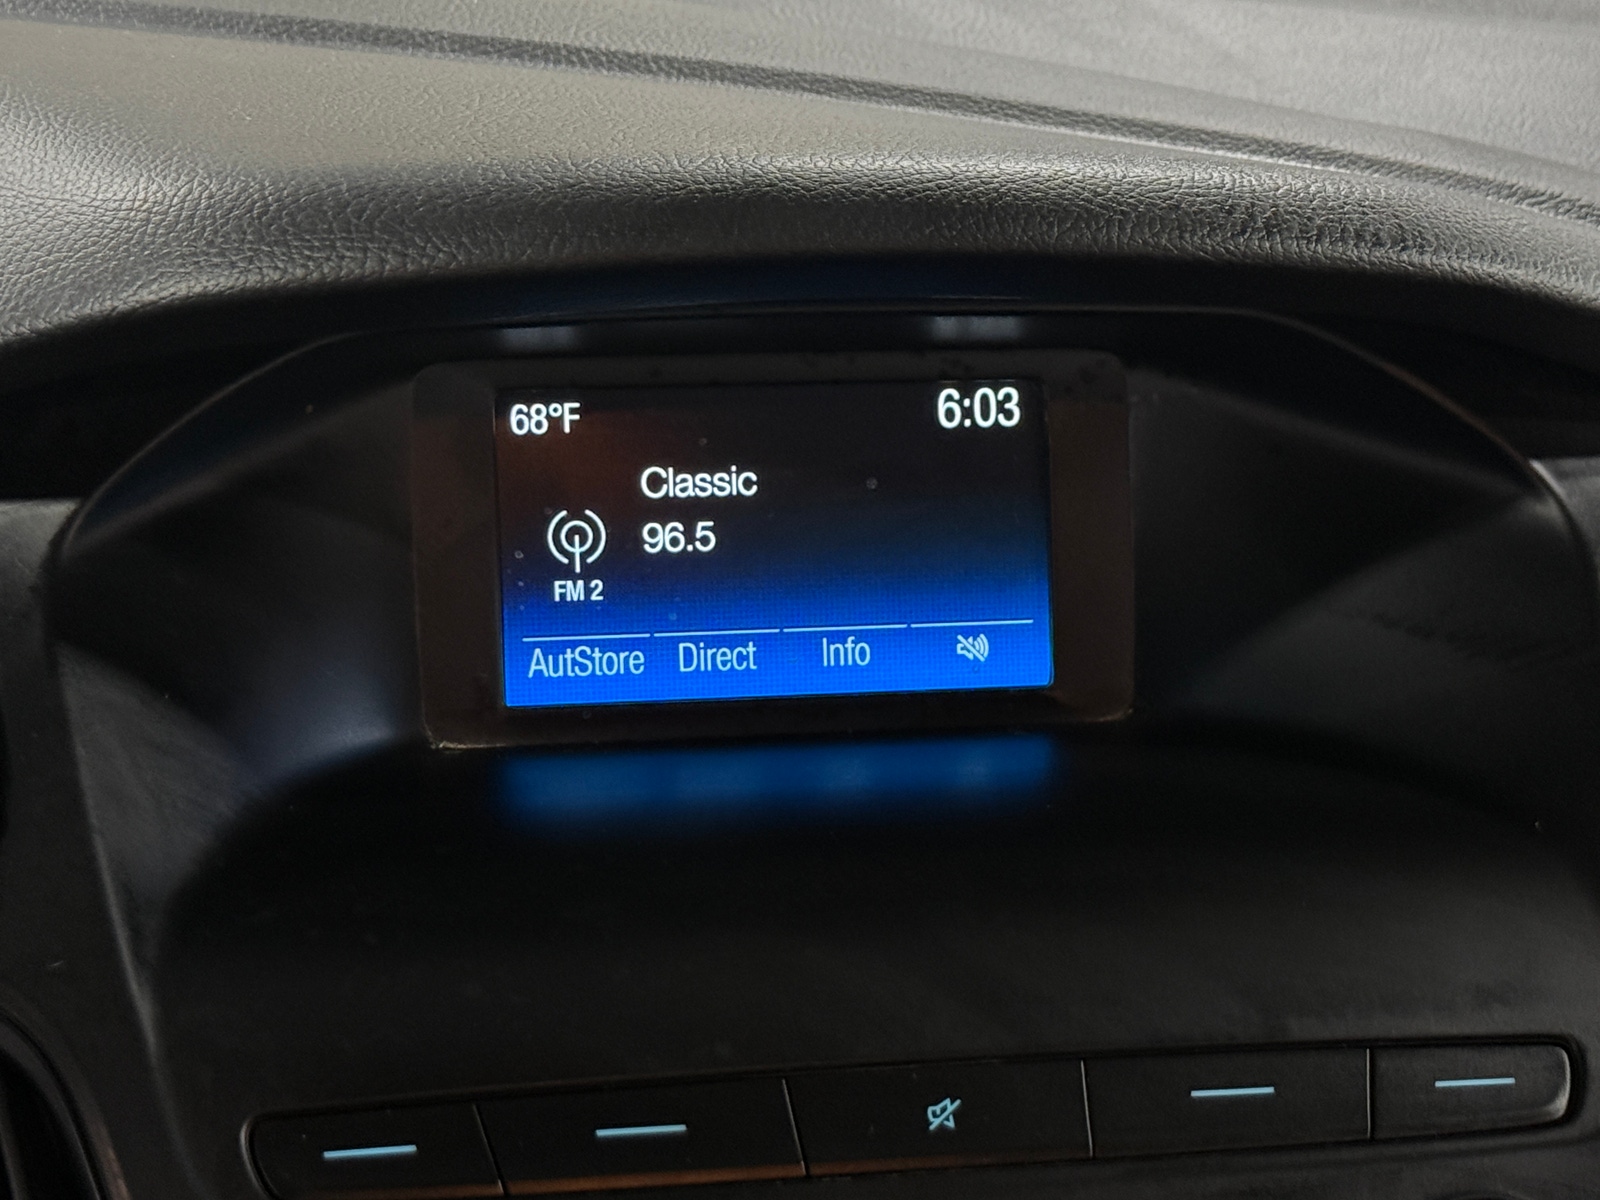 68°F 6:03
Classic
96.5
FM 2
AutStore Direct Info